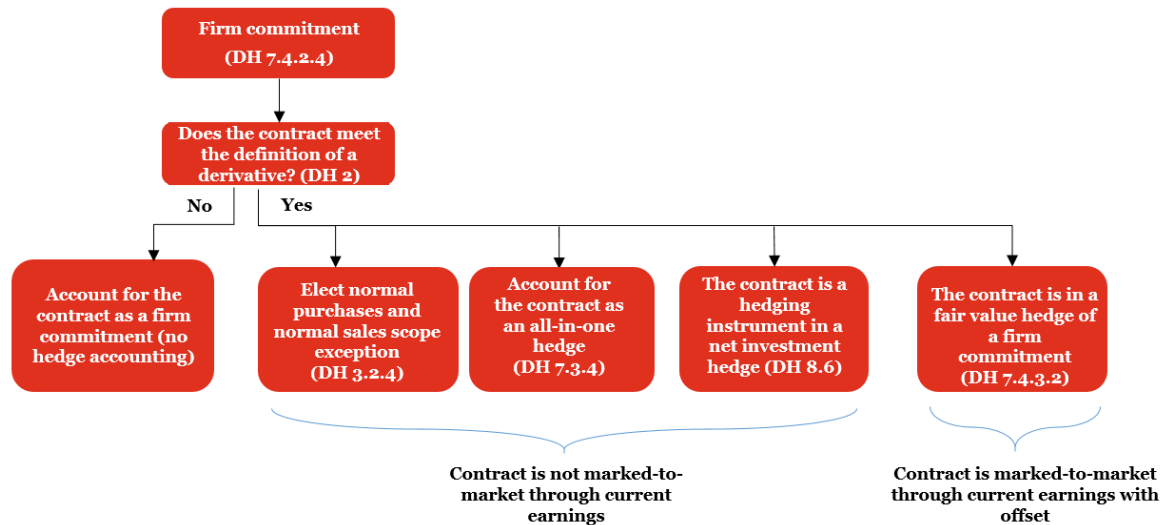 Firm commitment
(DH 7.4.2.4)
Does the contract meet
the definition of a
derivative? (DH 2)
No
Yes
Account for the
contract as a firm
commitment (no
hedge accounting)
Elect normal
purchases and
normal sales scope
exception
(DH 3.2.4)
Account for
the contract as
an all-in-one
hedge
(DH 7.3.4)
The contract is a
hedging
instrument in a
net investment
hedge (DH 8.6)
The contract is in a
fair value hedge of
a firm
commitment
(DH 7.4.3.2)
Contract is not marked-to-
market through current
earnings
Contract is marked-to-market
through current earnings with
offset